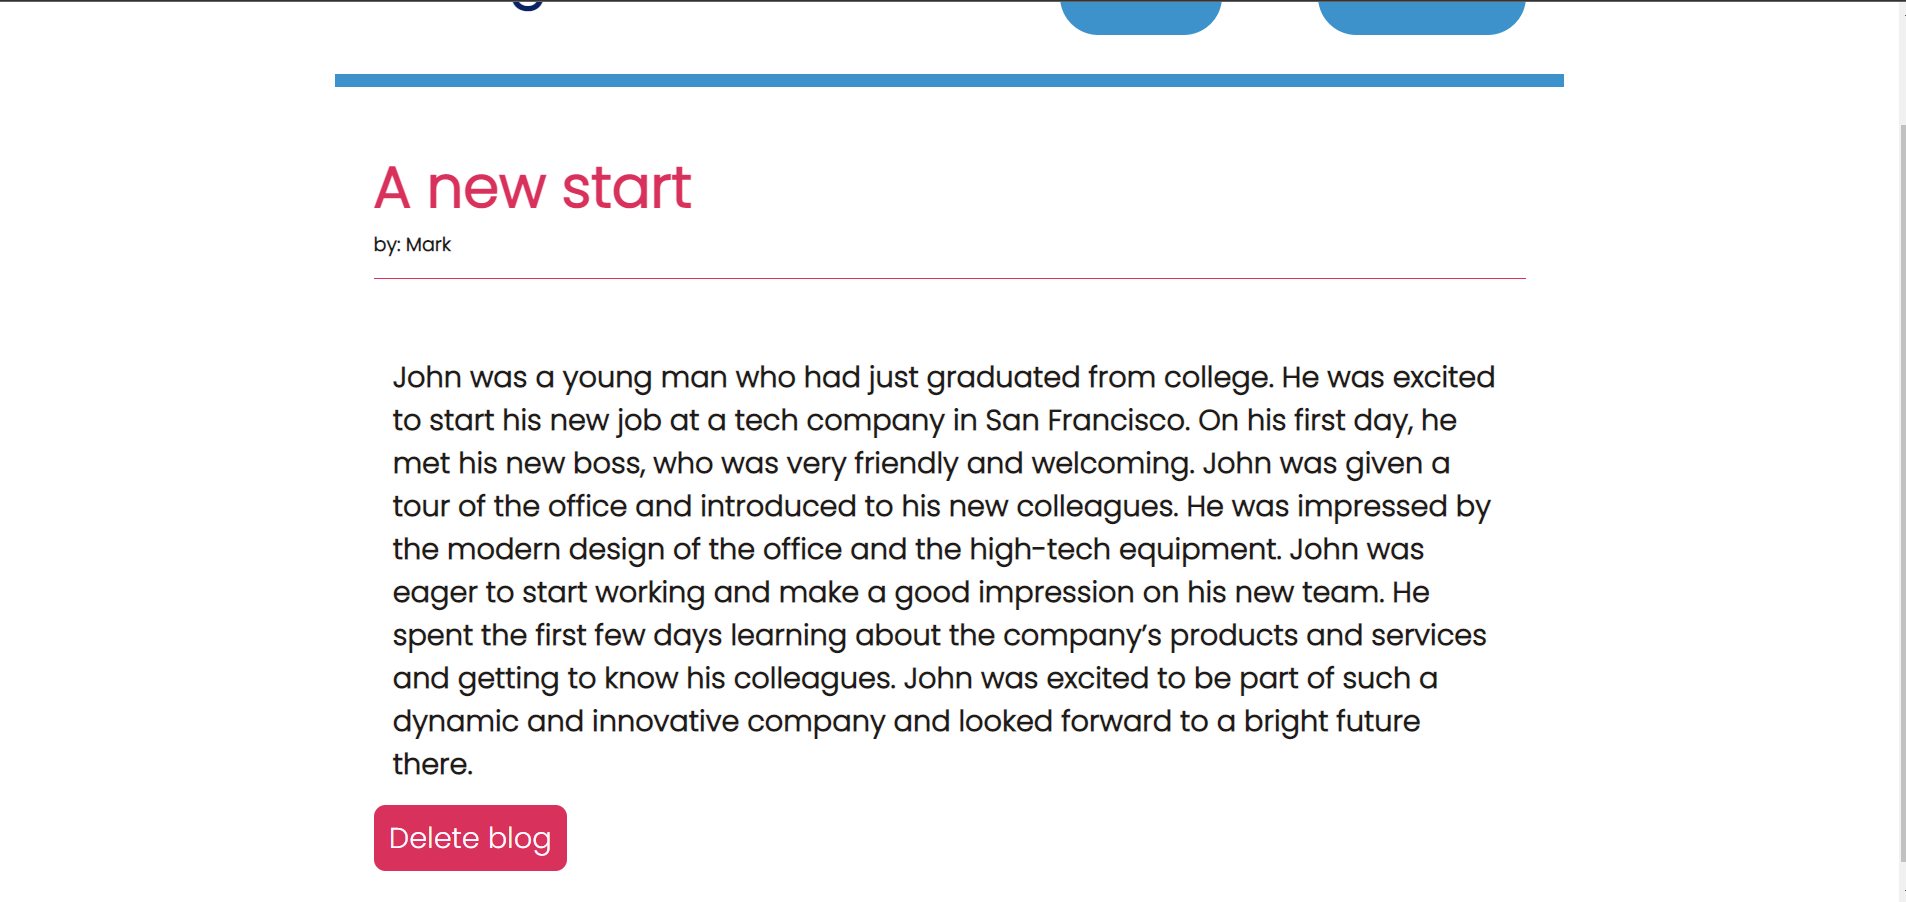 A new start
by: Mark
John was a young man who had just graduated from college. He was excited
to start his new job at a tech company in San Francisco. On his first day, he
met his new boss, who was very friendly and welcoming. John was given a
tour of the office and introduced to his new colleagues. He was impressed by
the modern design of the office and the high-tech equipment. John was
eager to start working and make a good impression on his new team. He
spent the first few days learning about the company’s products and services
and getting to know his colleagues. John was excited to be part of such a
dynamic and innovative company and looked forward to a bright future
there.
Delete blog